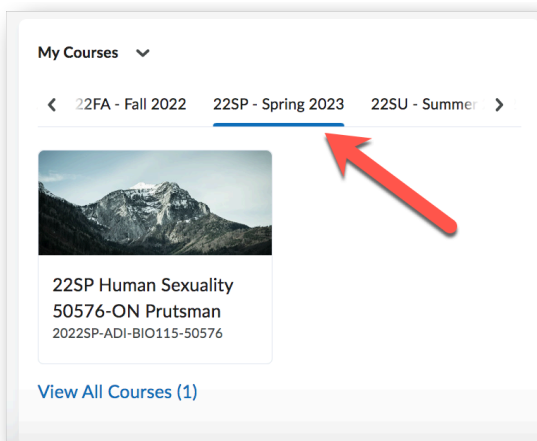 My Courses
22FA - Fall 2022 22SP - Spring 2023 22SU - Summer
22SP Human Sexuality
50576-ON Prutsman
2022SP-ADI-BIO115-50576
View All Courses (1)